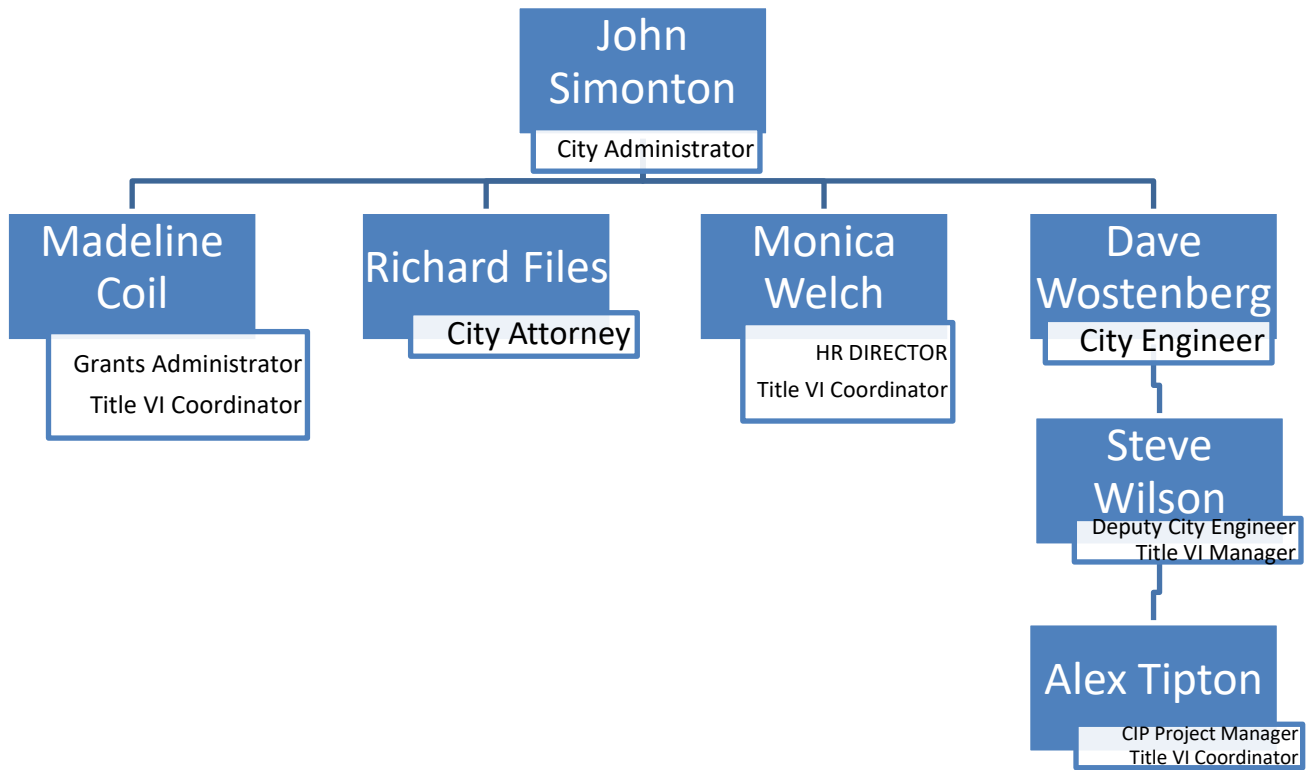 John
Simonton
City Administrator
Madeline
Coil
Grants Administrator
Title VI Coordinator
Richard Files
City Attorney
Monica
Welch
HR DIRECTOR
Title VI Coordinator
Dave
Wostenberg
City Engineer
Steve
Wilson
Deputy City Engineer
Title VI Manager
Alex Tipton
CIP Project Manager
Title VI Coordinator